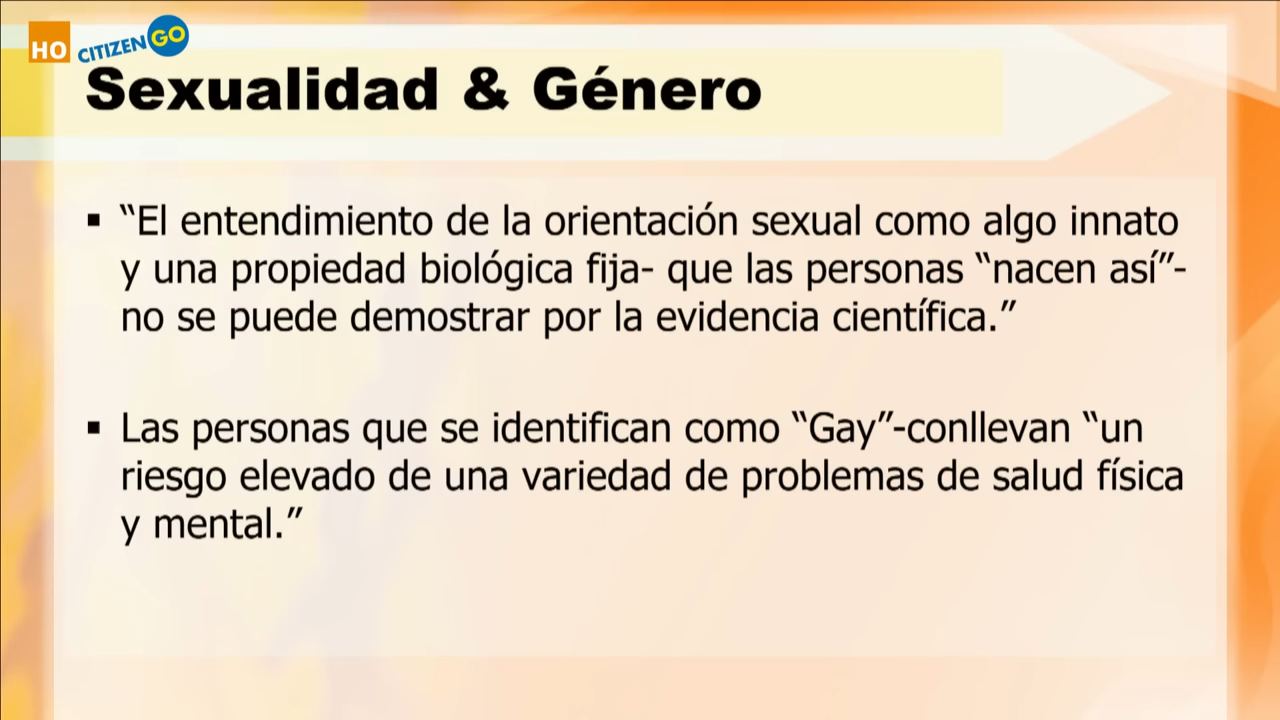 HO CITIZENGO
Sexualidad & Género
▪ “El entendimiento de la orientación sexual como algo innato
y una propiedad biológica fija- que las personas “nacen así”-
no se puede demostrar por la evidencia científica.”
▪ Las personas que se identifican como “Gay”-conllevan “un
riesgo elevado de una variedad de problemas de salud física
y mental.”